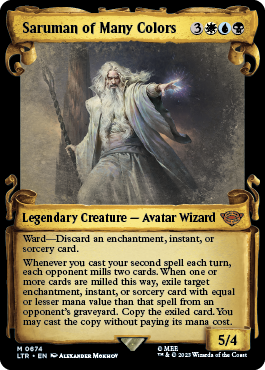 Saruman of Many Colors 3
Legendary Creature — Avatar Wizard
Ward—Discard an enchantment, instant, or
sorcery card.
Whenever you cast your second spell each turn,
each opponent mills two cards. When one or
more cards are milled this way, exile target
enchantment, instant, or sorcery card with equal
or lesser mana value than that spell from an
opponent's graveyard. Copy the exiled card. You
may cast the copy without paying its mana cost.
5/4
M 0674
LTR • EN Alexander Mokhov
© MEE
™ & © 2023 Wizards of the Coast